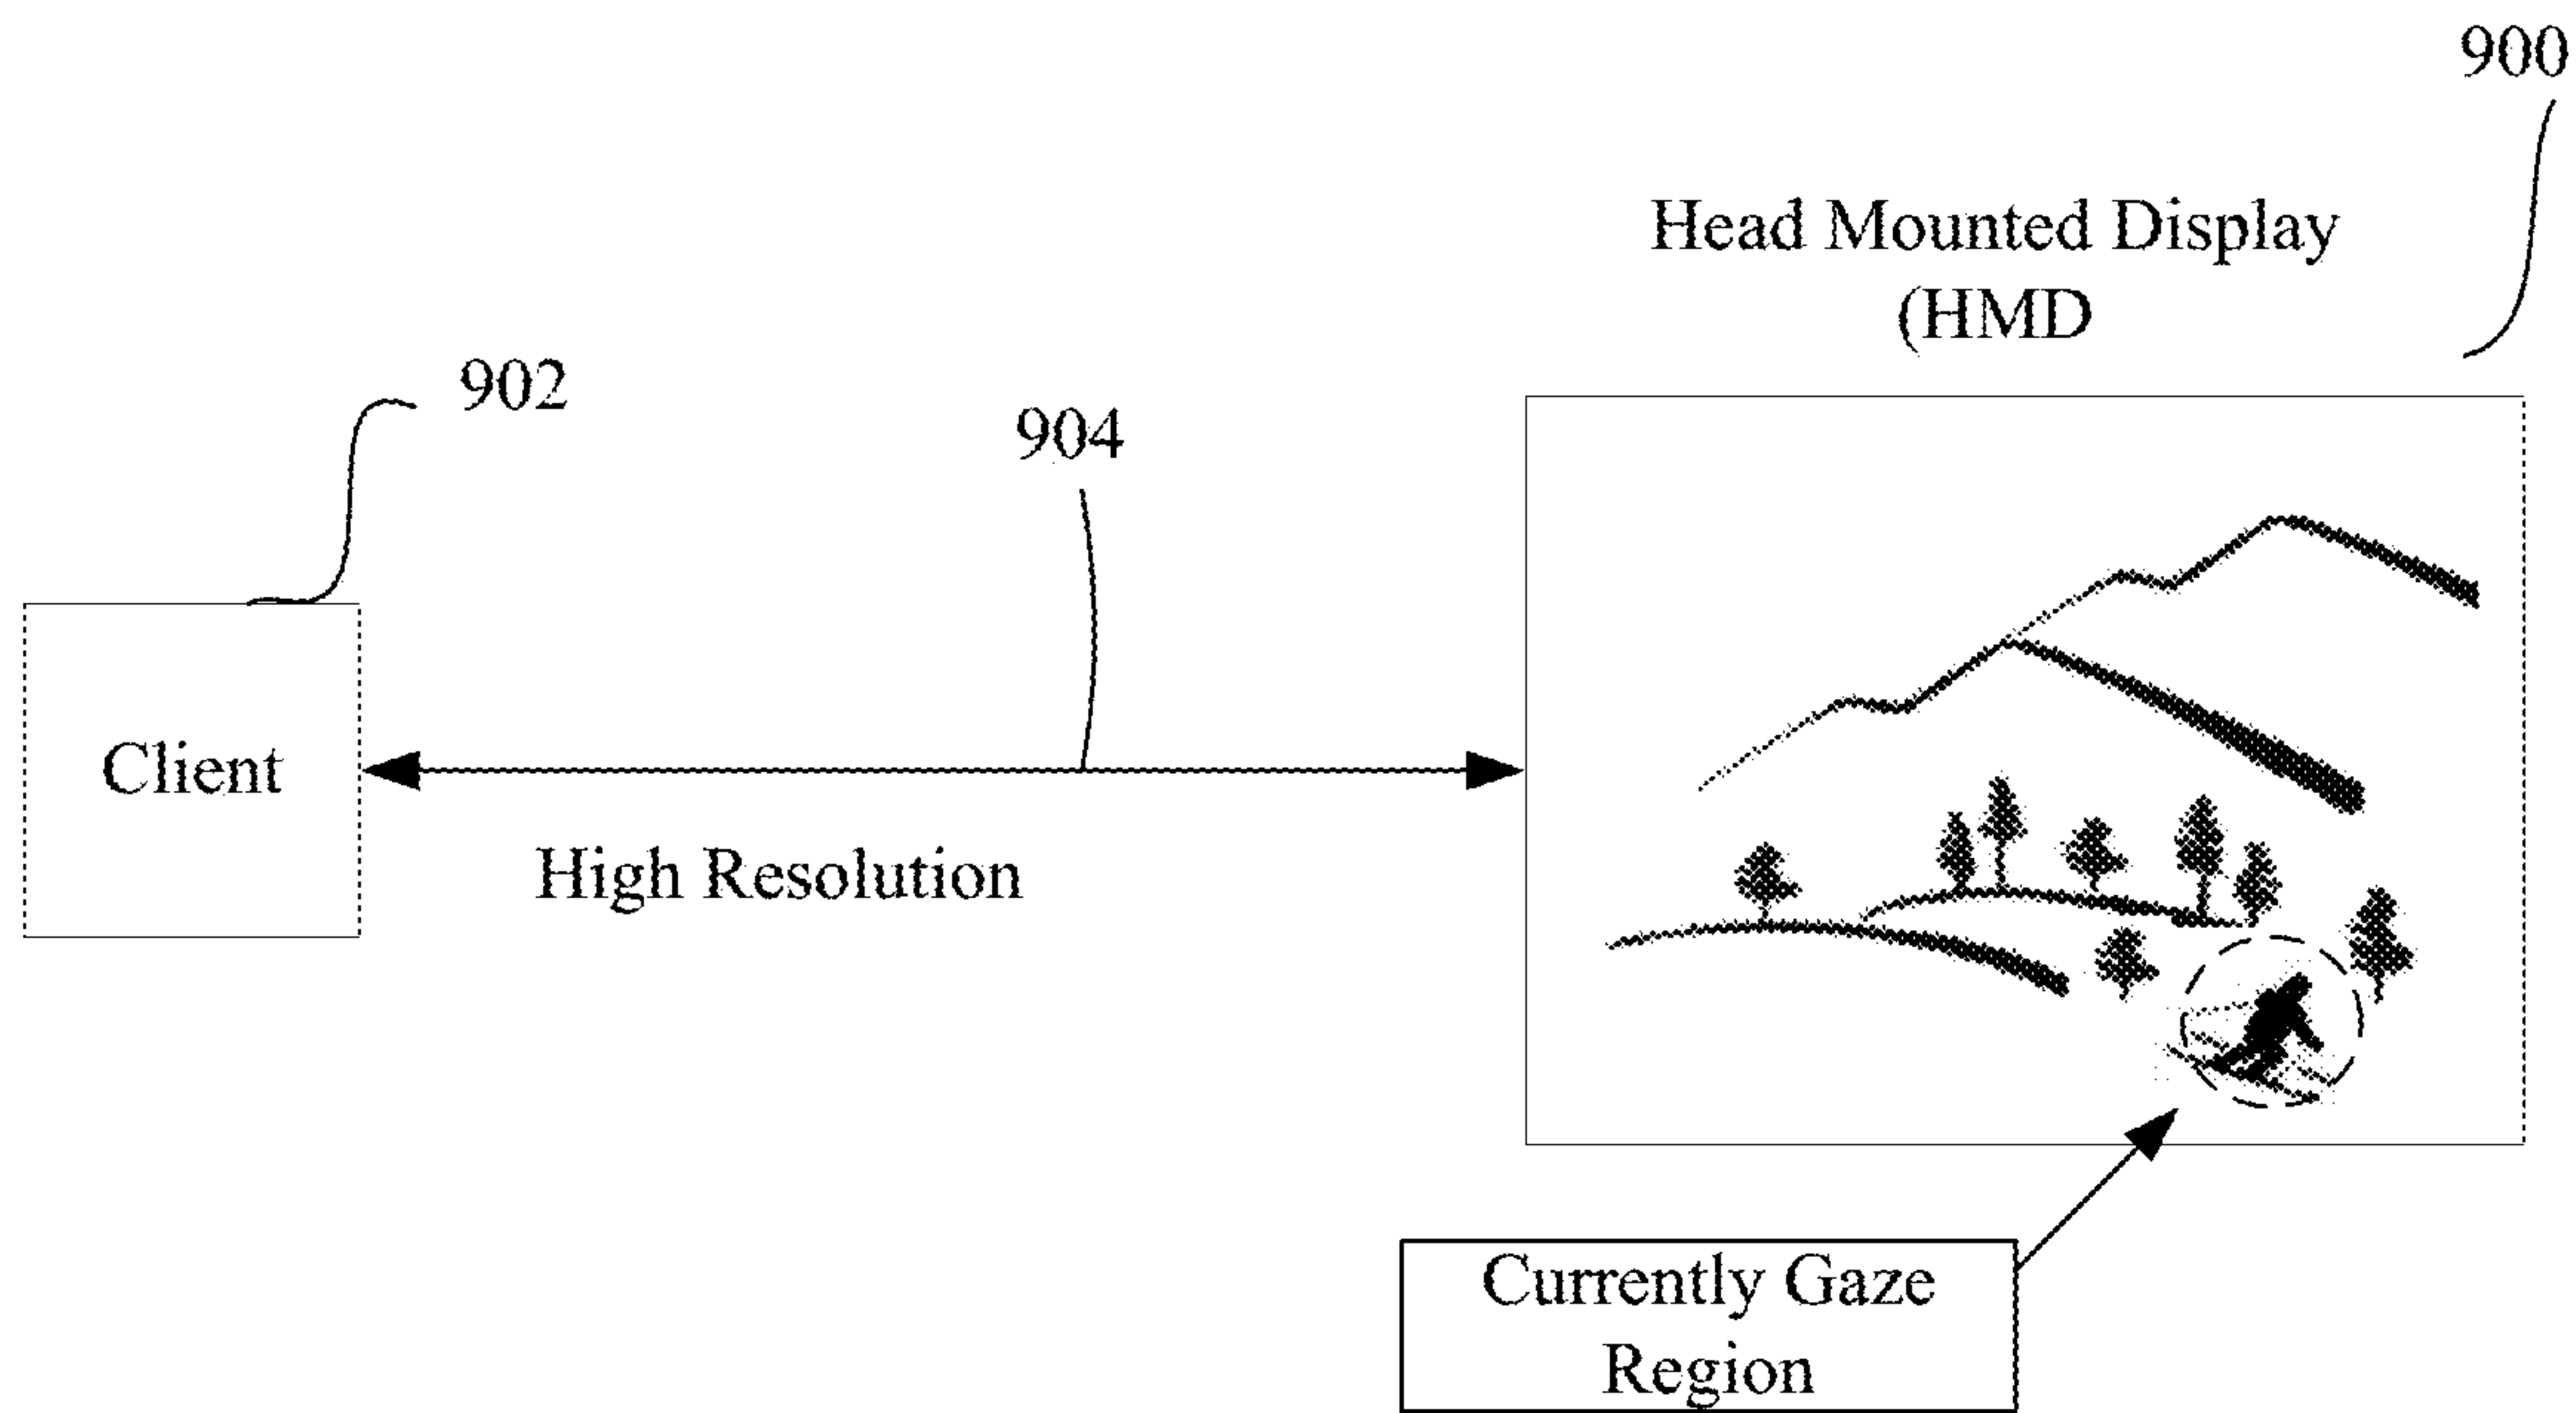 900
Head Mounted Display
(HMD
902
904
Client
High Resolution
Currently Gaze
Region